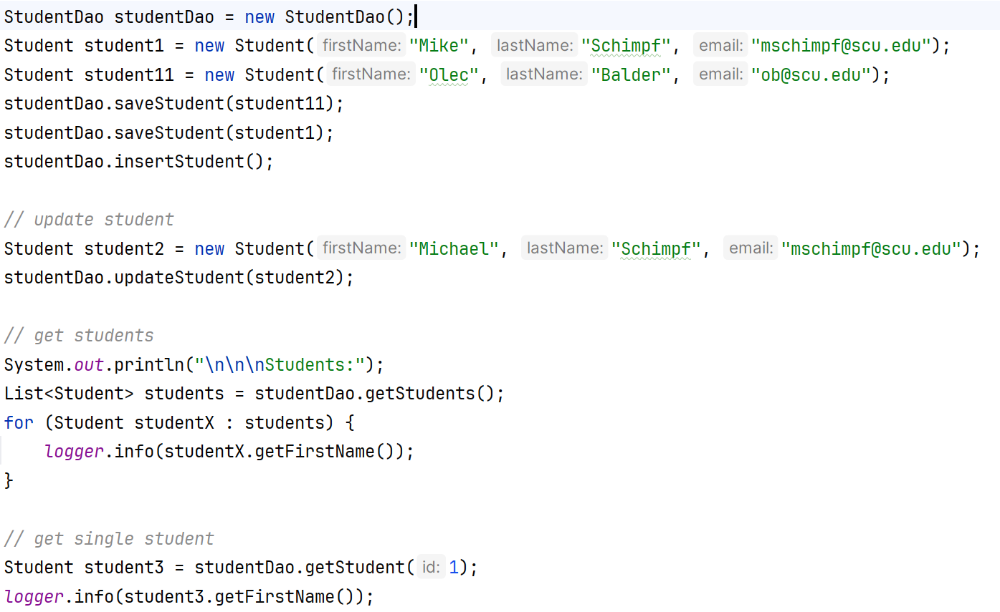 StudentDao studentDao = new StudentDao();
Student student1 = new Student( firstName: "Mike", lastName: "Schimpf", email: "mschimpf@scu.edu");
Student student11 = new Student( firstName: "Olec", lastName: "Balder", email: "ob@scu.edu");
studentDao.saveStudent(student11);
studentDao.saveStudent(student1);
studentDao.insertStudent();
// update student
Student student2 = new Student( firstName: "Michael", lastName: "Schimpf", email: "mschimpf@scu.edu");
studentDao.updateStudent(student2);
// get students
System.out.println("\n\n\nStudents:");
List<Student> students = studentDao.getStudents();
for (Student studentX : students) {
    logger.info(studentX.getFirstName());
}
// get single student
Student student3 = studentDao.getStudent( id: 1);
logger.info(student3.getFirstName());